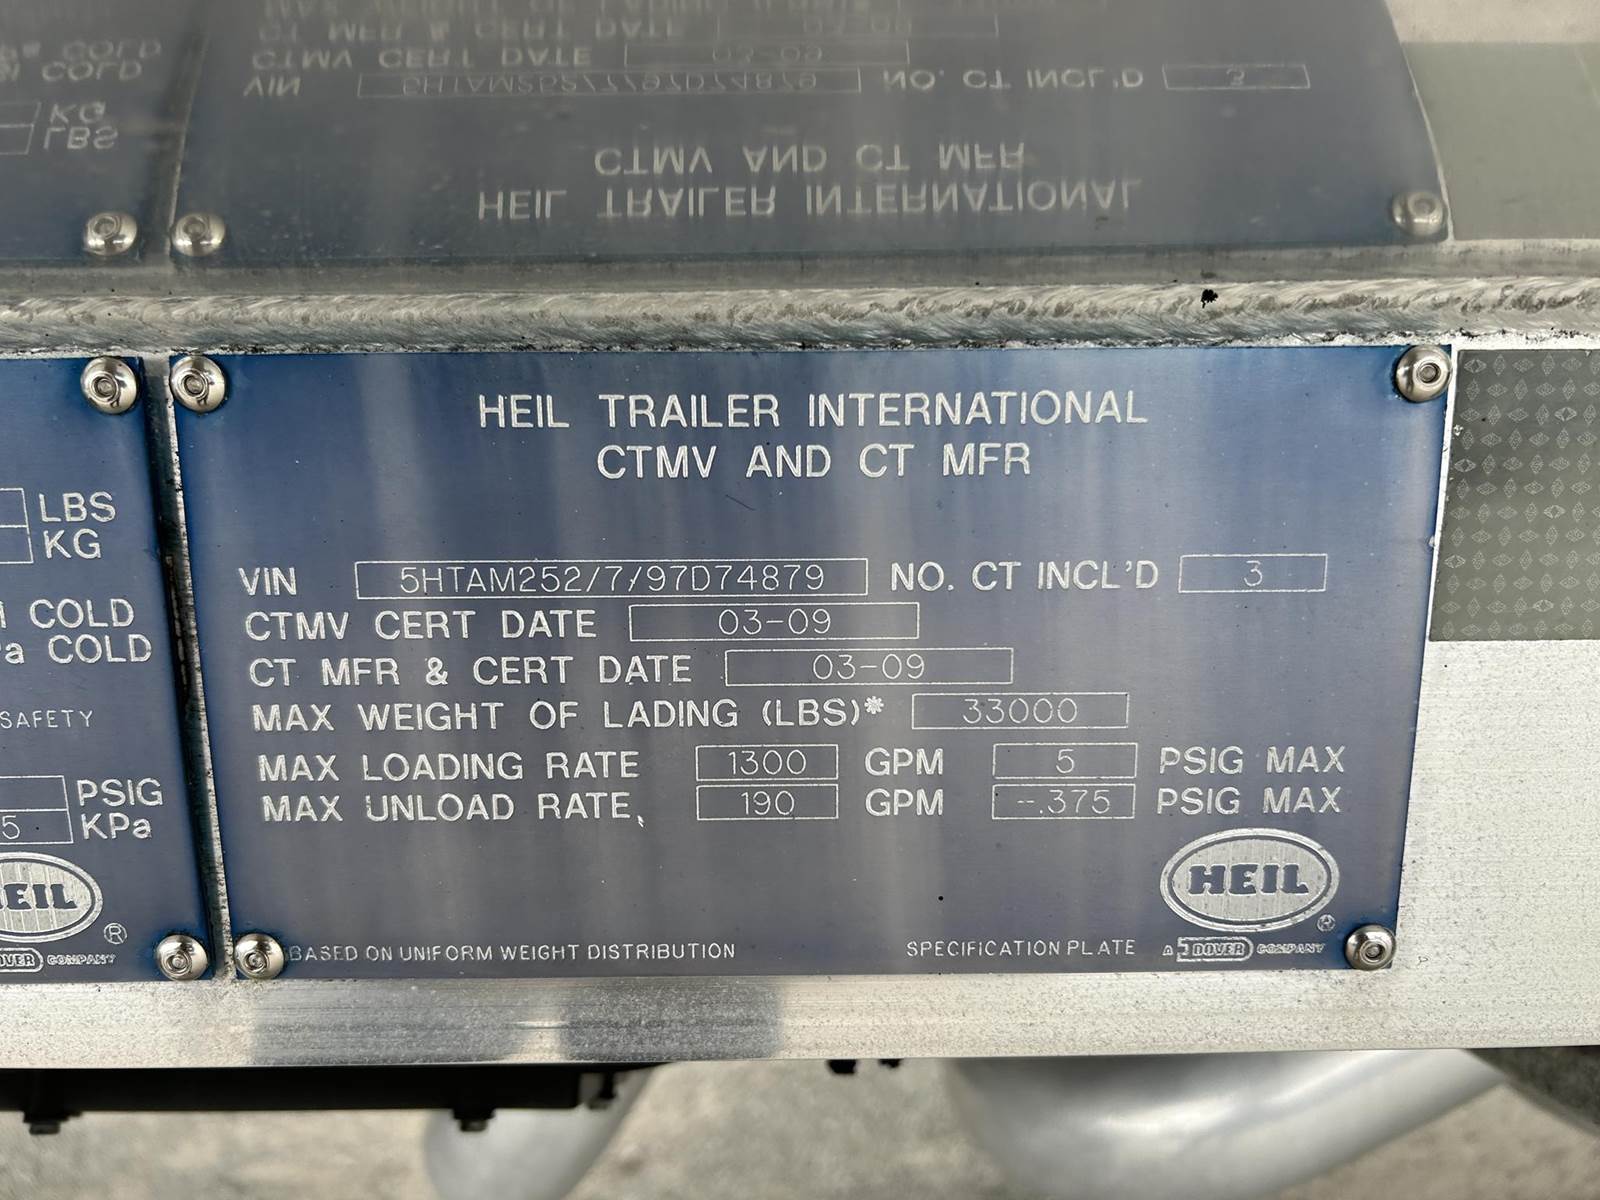 HEIL TRAILER INTERNATIONAL
CTMV AND CT MFR
VIN 5HTAM252/7/97D74879 NO. CT INCL'D 3
CTMV CERT DATE 03-09
CT MFR & CERT DATE 03-09
MAX WEIGHT OF LADING (LBS)* 33000
MAX LOADING RATE 1300 GPM 5 PSIG MAX
MAX UNLOAD RATE 190 GPM -.375 PSIG MAX
HEIL
®
BASED ON UNIFORM WEIGHT DISTRIBUTION SPECIFICATION PLATE A DOVER COMPANY
LBS
KG
COLD
COLD
SAFETY
PSIG
5 KPa
®
COMPANY